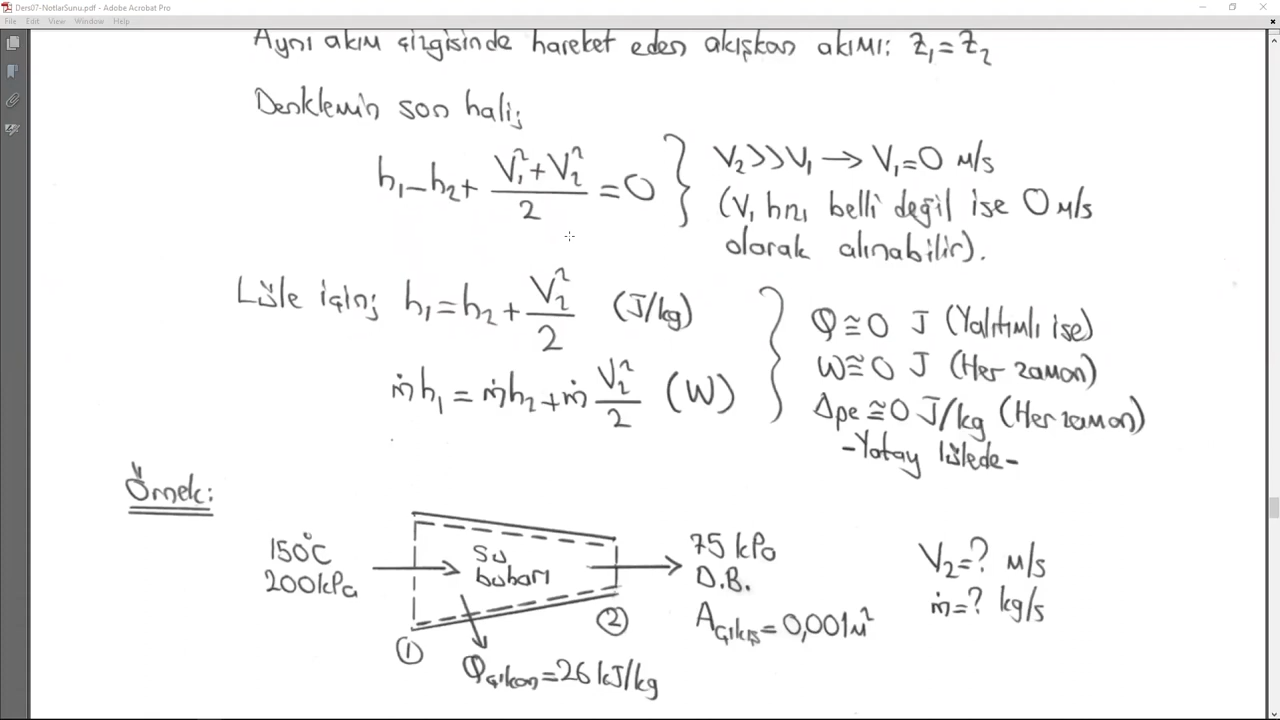 Ders07-NotlarSunu.pdf - Adobe Acrobat Pro
File Edit View Window Help
Aynı akım çizgisinde hareket eden akışkan akımı: z₁=z₂
Denklemin son hali;
h₁-h₂+ (V₁²+V₂²)/2 =0 } V₂>>V₁ → V₁=0 m/s
(V₁ hızı belli değil ise 0 m/s
olarak alınabilir).
Lüle için; h₁=h₂+ V₂²/2 (J/kg)
ṁh₁=ṁh₂+ṁ V₂²/2 (W)
Q≅0 J (Yalıtımlı ise)
W≅0 J (Her zaman)
Δpe≅0 J/kg (Her zaman)
-Yatay lülede-
Örnek:
150°C
200kPa
Su
buharı
75 kPa
D.B.
Açıkış=0,001m²
V₂=? m/s
ṁ=? kg/s
①
②
Qçıkan=26 kJ/kg